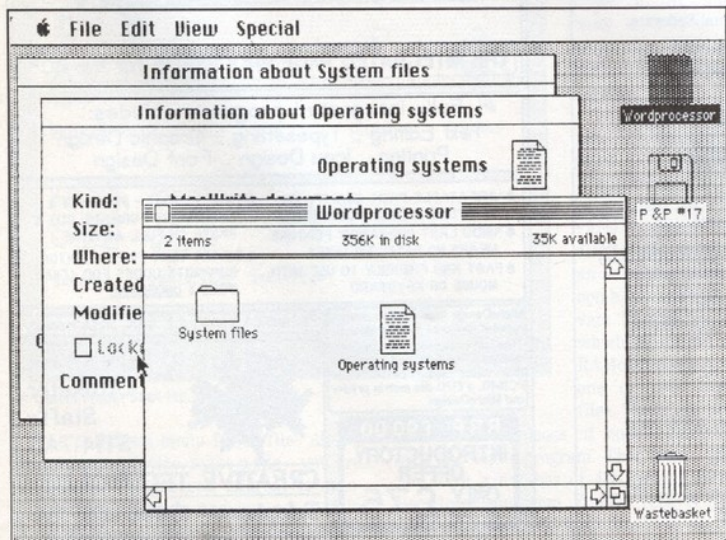 File Edit View Special
Information about System files
Information about Operating systems
Operating systems
Kind:
Size:
Where:
Created
Modifie
Lock
Comment
Wordprocessor
2 items 356K in disk 35K available
System files
Operating systems
Wordprocessor
P &P #17
Wastebasket